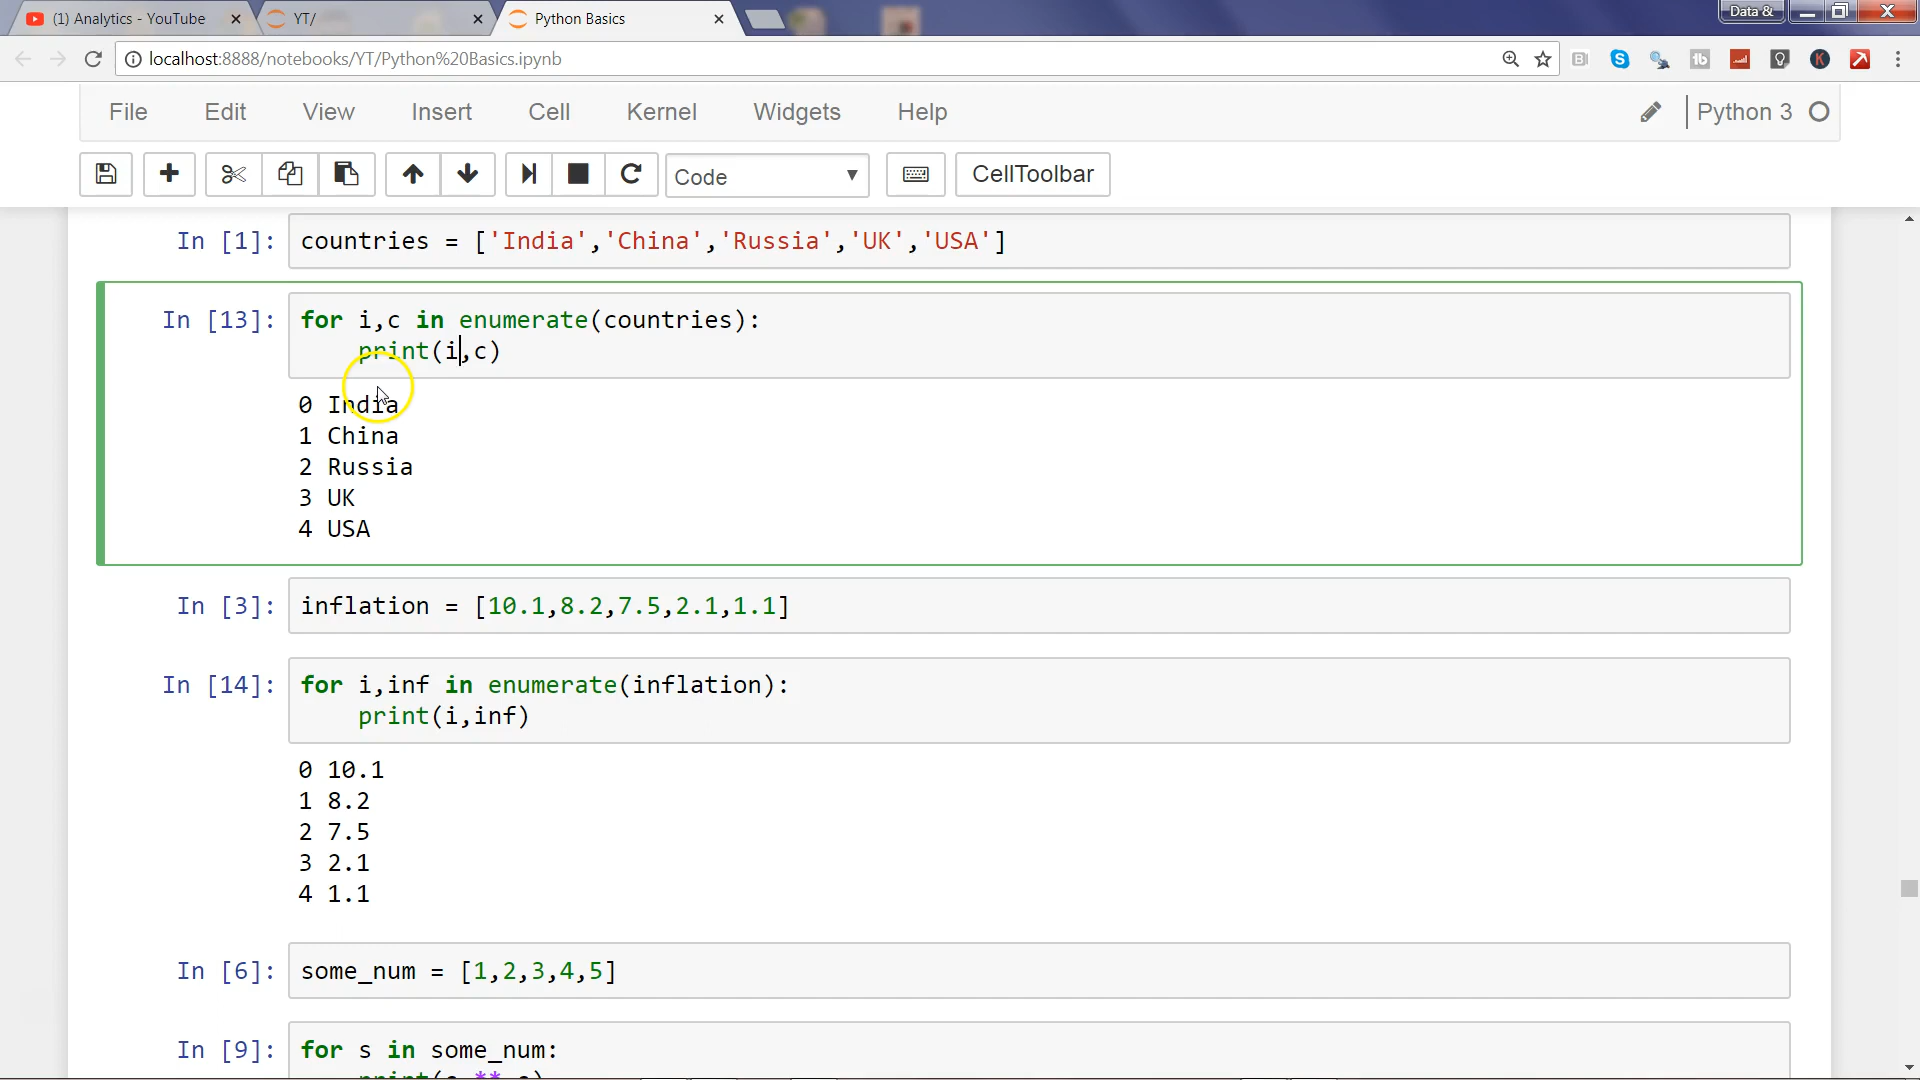 (1) Analytics - YouTube
YT/
Python Basics
Data &
localhost:8888/notebooks/YT/Python%20Basics.ipynb
File Edit View Insert Cell Kernel Widgets Help
Python 3
Code
CellToolbar
In [1]: countries = ['India','China','Russia','UK','USA']
In [13]: for i,c in enumerate(countries):
print(i,c)
0 India
1 China
2 Russia
3 UK
4 USA
In [3]: inflation = [10.1,8.2,7.5,2.1,1.1]
In [14]: for i,inf in enumerate(inflation):
print(i,inf)
0 10.1
1 8.2
2 7.5
3 2.1
4 1.1
In [6]: some_num = [1,2,3,4,5]
In [9]: for s in some_num: